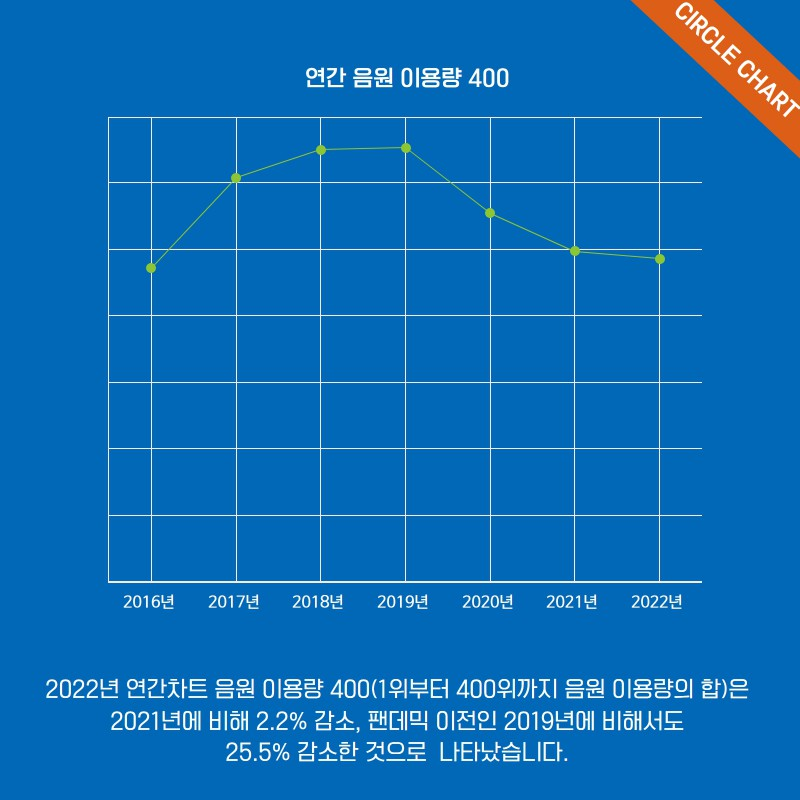 CIRCLE CHART
연간 음원 이용량 400
2016년 2017년 2018년 2019년 2020년 2021년 2022년
2022년 연간차트 음원 이용량 400(1위부터 400위까지 음원 이용량의 합)은
2021년에 비해 2.2% 감소, 팬데믹 이전인 2019년에 비해서도
25.5% 감소한 것으로 나타났습니다.